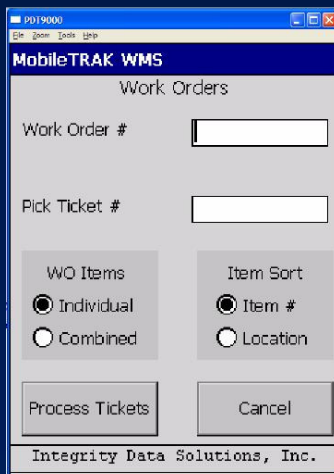 PDT9000
File Zoom Tools Help
MobileTRAK WMS
Work Orders
Work Order #
Pick Ticket #
WO Items
Individual
Combined
Item Sort
Item #
Location
Process Tickets
Cancel
Integrity Data Solutions, Inc.